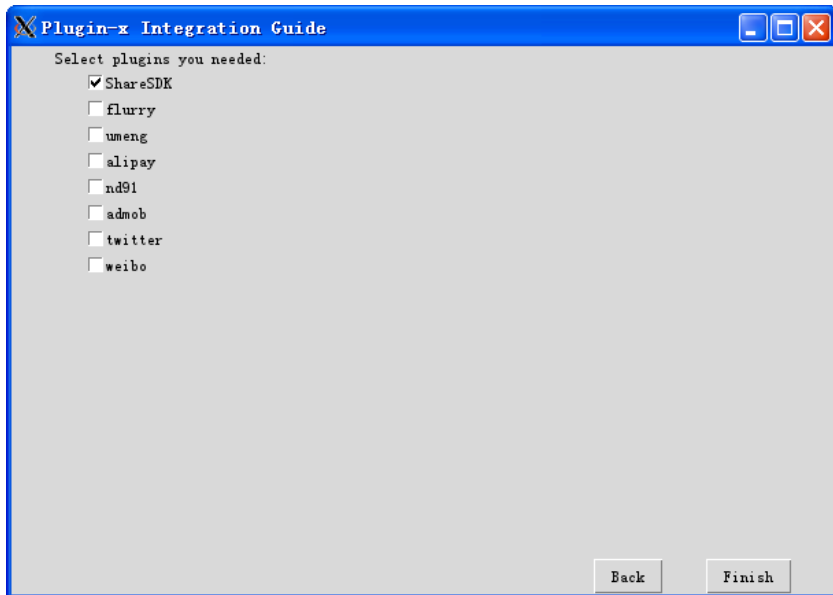 Plugin-x Integration Guide
Select plugins you needed:
ShareSDK
flurry
umeng
alipay
nd91
admob
twitter
weibo
Back Finish